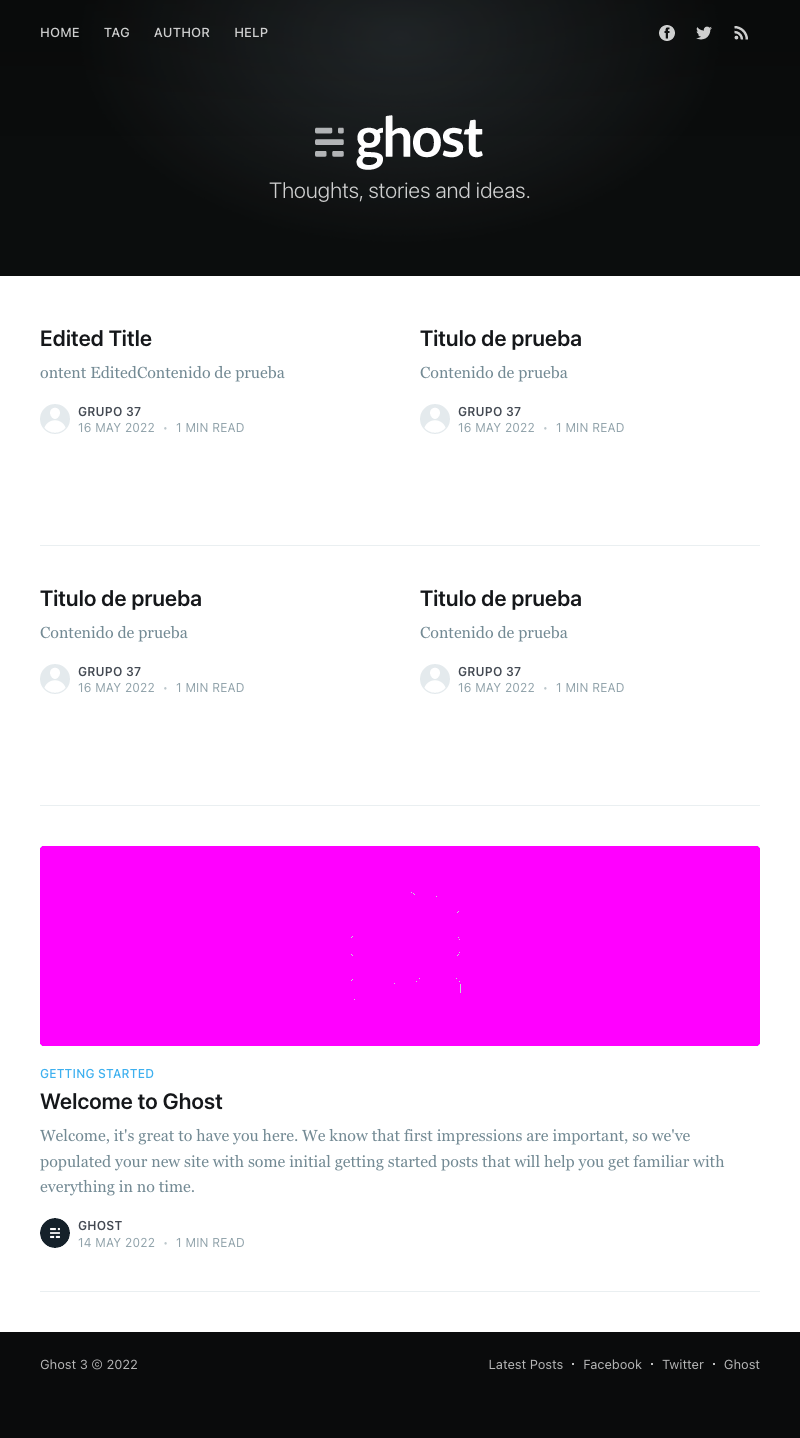 HOME TAG AUTHOR HELP
ghost
Thoughts, stories and ideas.
Edited Title
ontent EditedContenido de prueba
GRUPO 37
16 MAY 2022 • 1 MIN READ
Titulo de prueba
Contenido de prueba
GRUPO 37
16 MAY 2022 • 1 MIN READ
Titulo de prueba
Contenido de prueba
GRUPO 37
16 MAY 2022 • 1 MIN READ
Titulo de prueba
Contenido de prueba
GRUPO 37
16 MAY 2022 • 1 MIN READ
GETTING STARTED
Welcome to Ghost
Welcome, it's great to have you here. We know that first impressions are important, so we've
populated your new site with some initial getting started posts that will help you get familiar with
everything in no time.
GHOST
14 MAY 2022 • 1 MIN READ
Ghost 3 © 2022
Latest Posts • Facebook • Twitter • Ghost